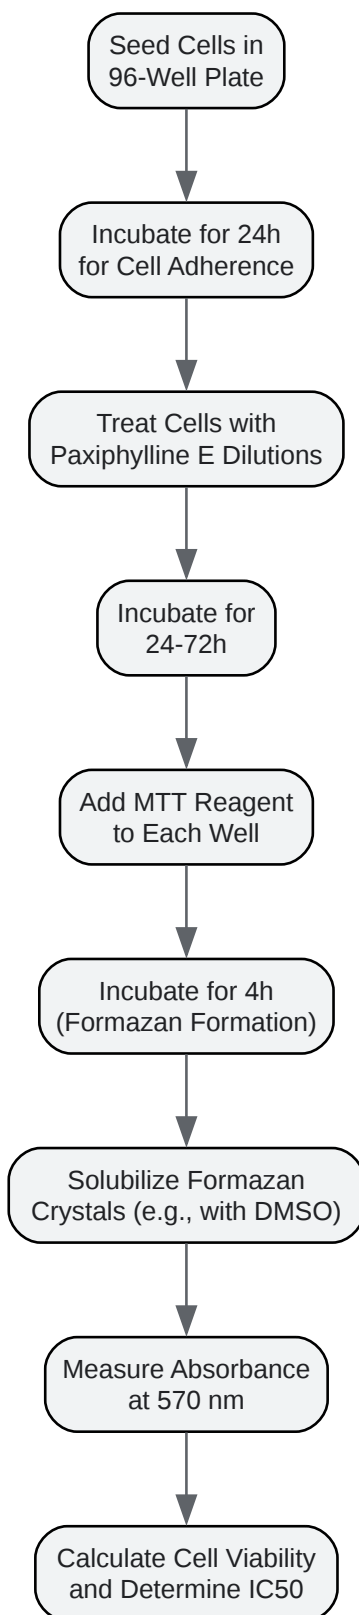 Seed Cells in
96-Well Plate
Incubate for 24h
for Cell Adherence
Treat Cells with
Paxiphylline E Dilutions
Incubate for
24-72h
Add MTT Reagent
to Each Well
Incubate for 4h
(Formazan Formation)
Solubilize Formazan
Crystals (e.g., with DMSO)
Measure Absorbance
at 570 nm
Calculate Cell Viability
and Determine IC50